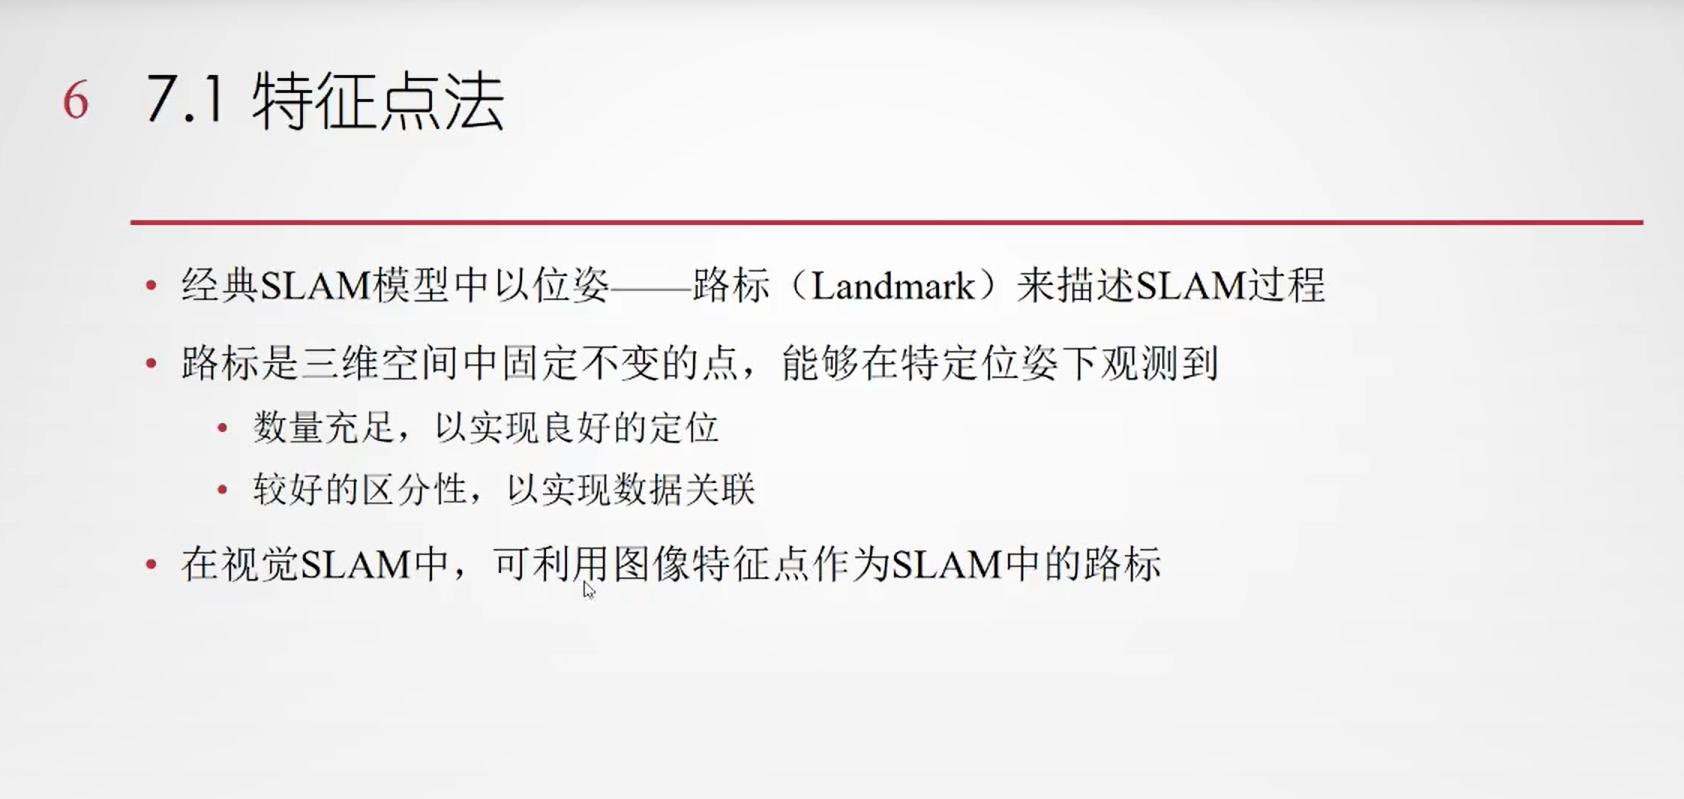 6 7.1 特征点法
• 经典SLAM模型中以位姿——路标（Landmark）来描述SLAM过程
• 路标是三维空间中固定不变的点，能够在特定位姿下观测到
• 数量充足，以实现良好的定位
• 较好的区分性，以实现数据关联
• 在视觉SLAM中，可利用图像特征点作为SLAM中的路标